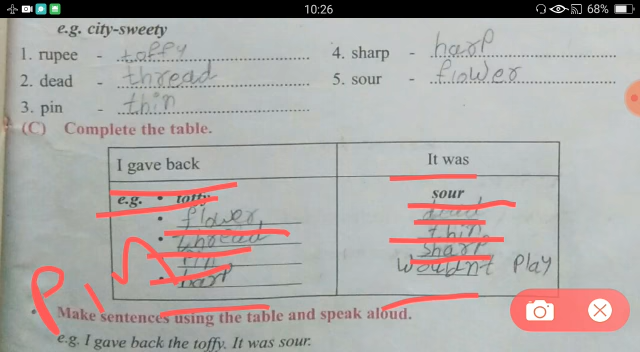 10:26 68%
e.g. city-sweety
1. rupee - toffy
4. sharp - harp
2. dead - thread
5. sour - flower
3. pin - thin
(C) Complete the table.
I gave back
It was
e.g. • toffy
sour
• flower
dead
• thread
thin
sharp
• harp
wouldnt play
Pin
• Make sentences using the table and speak aloud.
e.g. I gave back the toffy. It was sour.